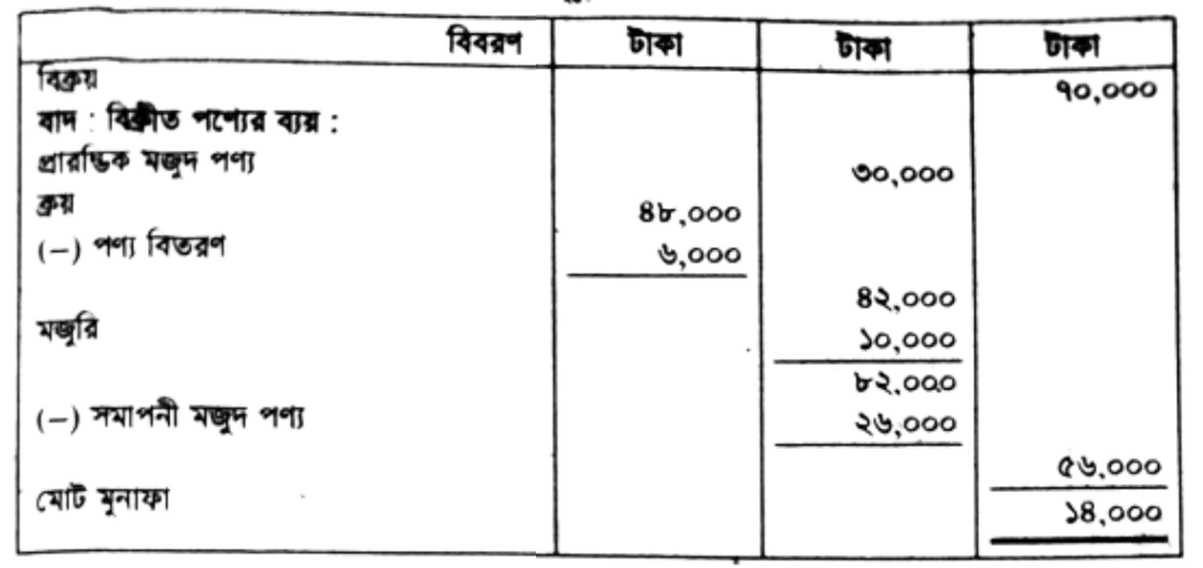 বিবরণ টাকা টাকা টাকা
বিক্রয় ৭০,০০০
বাদ : বিক্রীত পণ্যের ব্যয় :
প্রারম্ভিক মজুদ পণ্য ৩০,০০০
ক্রয় ৪৮,০০০
(–) পণ্য বিতরণ ৬,০০০
৪২,০০০
মজুরি ১০,০০০
৮২,০০০
(–) সমাপনী মজুদ পণ্য ২৬,০০০
৫৬,০০০
মোট মুনাফা ১৪,০০০